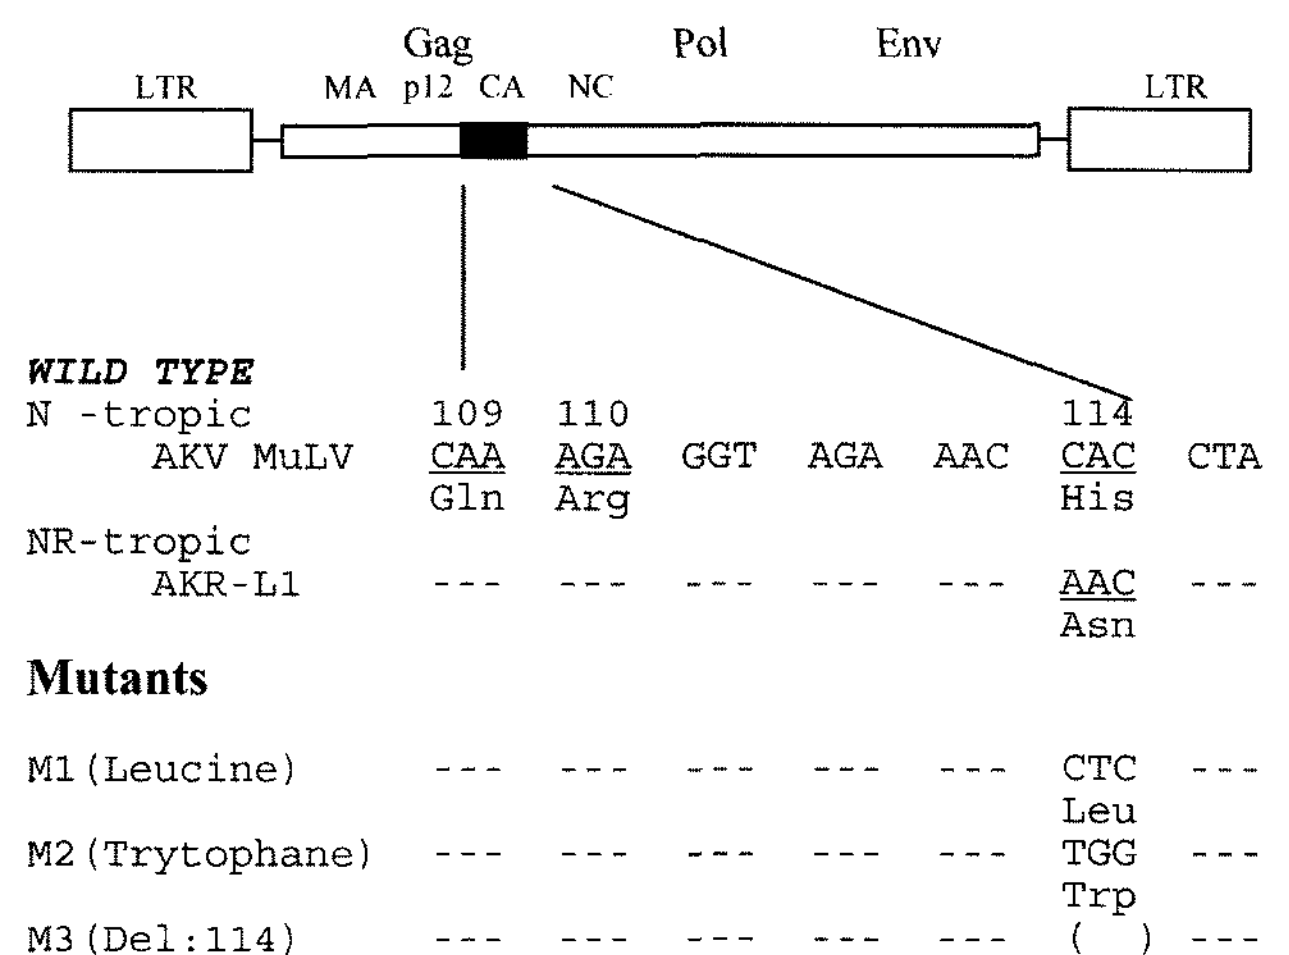 Gag Pol Env
LTR MA p12 CA NC LTR
WILD TYPE
N -tropic 109 110 114
AKV MuLV CAA AGA GGT AGA AAC CAC CTA
Gln Arg His
NR-tropic
AKR-L1 --- --- --- --- --- AAC ---
Asn
Mutants
M1(Leucine) --- --- --- --- --- CTC ---
Leu
M2(Trytophane) --- --- --- --- --- TGG ---
Trp
M3(Del:114) --- --- --- --- --- ( ) ---